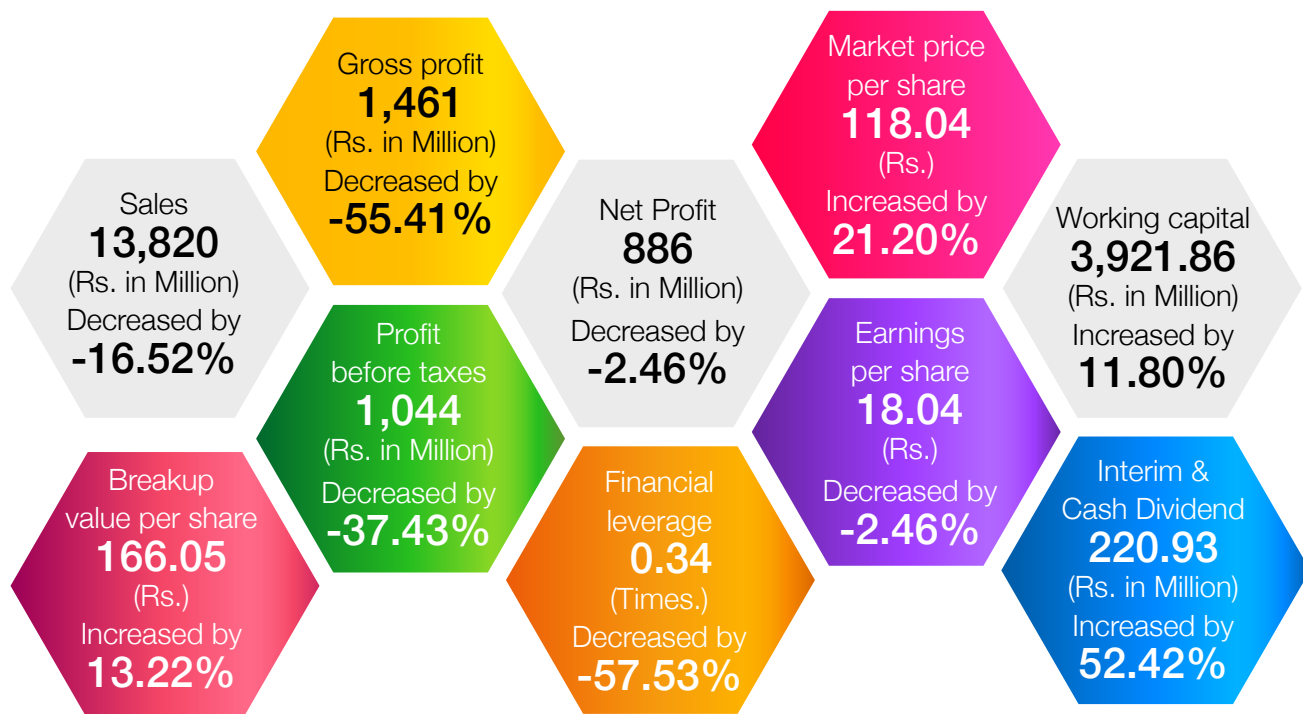 Gross profit
1,461
(Rs. in Million)
Decreased by
-55.41%
Market price
per share
118.04
(Rs.)
Increased by
21.20%
Sales
13,820
(Rs. in Million)
Decreased by
-16.52%
Net Profit
886
(Rs. in Million)
Decreased by
-2.46%
Working capital
3,921.86
(Rs. in Million)
Increased by
11.80%
Profit
before taxes
1,044
(Rs. in Million)
Decreased by
-37.43%
Earnings
per share
18.04
(Rs.)
Decreased by
-2.46%
Breakup
value per share
166.05
(Rs.)
Increased by
13.22%
Financial
leverage
0.34
(Times.)
Decreased by
-57.53%
Interim &
Cash Dividend
220.93
(Rs. in Million)
Increased by
52.42%